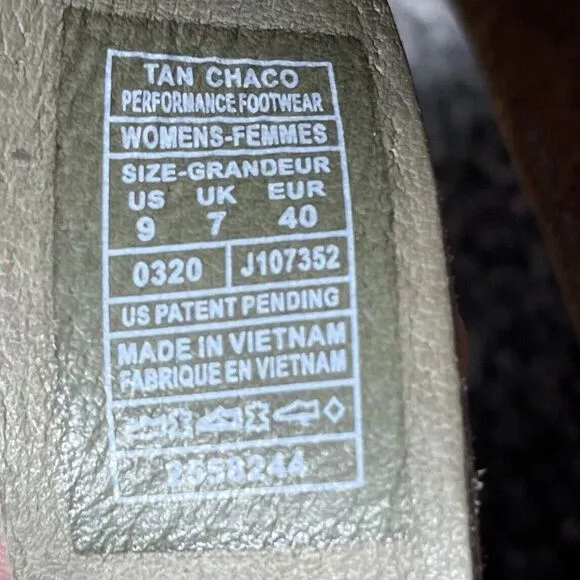 TAN CHACO
PERFORMANCE FOOTWEAR
WOMENS-FEMMES
SIZE-GRANDEUR
US UK EUR
9 7 40
0320 J107352
US PATENT PENDING
MADE IN VIETNAM
FABRIQUE EN VIETNAM
2558244